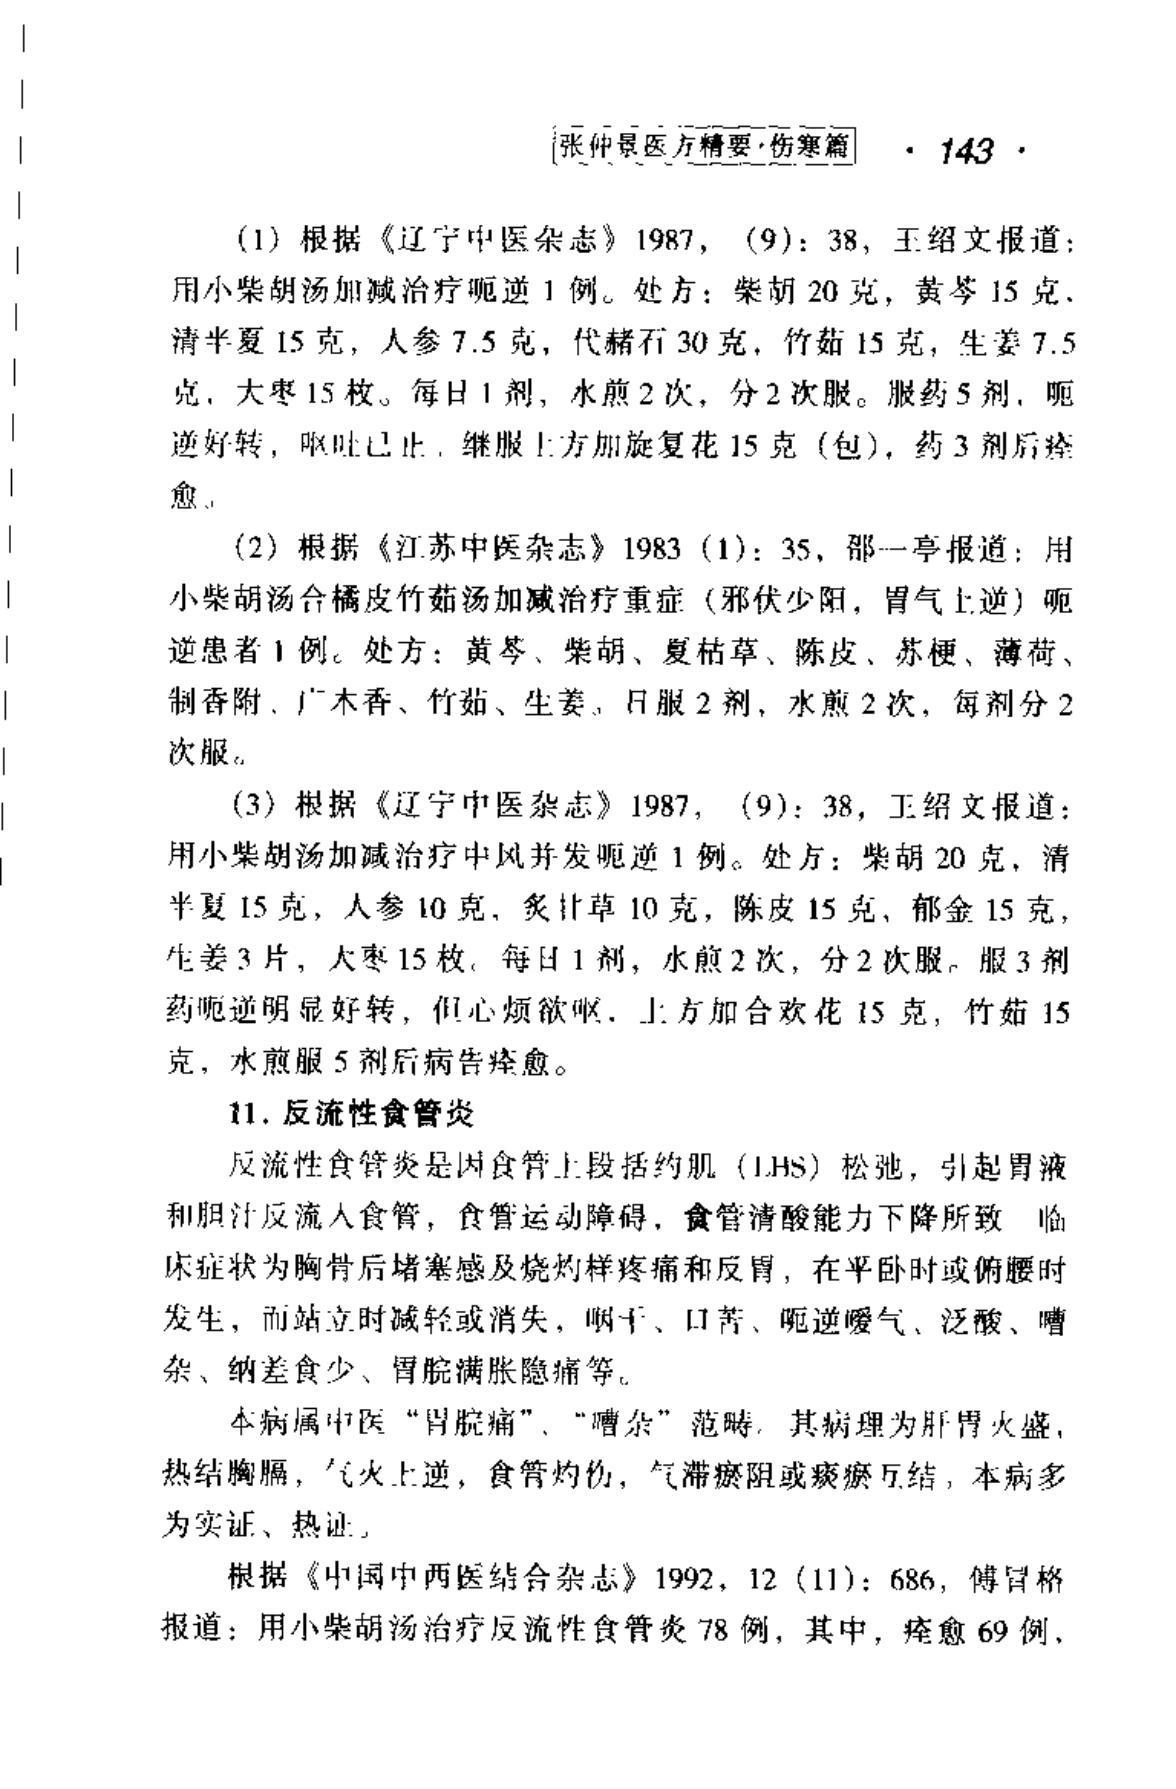 张仲景医方精要·伤寒篇 · 143 ·
(1) 根据《辽宁中医杂志》1987, (9): 38, 王绍文报道:
用小柴胡汤加减治疗呃逆 1 例。处方: 柴胡 20 克, 黄芩 15 克,
清半夏 15 克, 人参 7.5 克, 代赭石 30 克, 竹茹 15 克, 生姜 7.5
克, 大枣 15 枚。每日 1 剂, 水煎 2 次, 分 2 次服。服药 5 剂, 呃
逆好转, 呕吐已止, 继服上方加旋复花 15 克 (包), 药 3 剂后痊
愈。
(2) 根据《江苏中医杂志》1983 (1): 35, 邵一亭报道: 用
小柴胡汤合橘皮竹茹汤加减治疗重症 (邪伏少阳, 胃气上逆) 呃
逆患者 1 例。处方: 黄芩、柴胡、夏枯草、陈皮、苏梗、薄荷、
制香附、广木香、竹茹、生姜。日服 2 剂, 水煎 2 次, 每剂分 2
次服。
(3) 根据《辽宁中医杂志》1987, (9): 38, 王绍文报道:
用小柴胡汤加减治疗中风并发呃逆 1 例。处方: 柴胡 20 克, 清
半夏 15 克, 人参 10 克, 炙甘草 10 克, 陈皮 15 克, 郁金 15 克,
生姜 3 片, 大枣 15 枚。每日 1 剂, 水煎 2 次, 分 2 次服。服 3 剂
药呃逆明显好转, 但心烦欲呕, 上方加合欢花 15 克, 竹茹 15
克, 水煎服 5 剂后病告痊愈。
11. 反流性食管炎
反流性食管炎是因食管上段括约肌 (LHS) 松弛, 引起胃液
和胆汁反流入食管, 食管运动障碍, 食管清酸能力下降所致 临
床症状为胸骨后堵塞感及烧灼样疼痛和反胃, 在平卧时或俯腰时
发生, 而站立时减轻或消失, 咽干、口苦、呃逆嗳气、泛酸、嘈
杂、纳差食少、胃脘满胀隐痛等。
本病属中医“胃脘痛”、“嘈杂”范畴, 其病理为肝胃火盛,
热结胸膈, 气火上逆, 食管灼伤, 气滞瘀阻或痰瘀互结, 本病多
为实证、热证。
根据《中国中西医结合杂志》1992, 12 (11): 686, 傅格
报道: 用小柴胡汤治疗反流性食管炎 78 例, 其中, 痊愈 69 例,